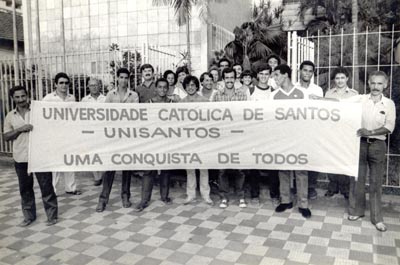 UNIVERSIDADE CATOLICA DE SANTOS
- UNISANTOS -
UMA CONQUISTA DE TODOS